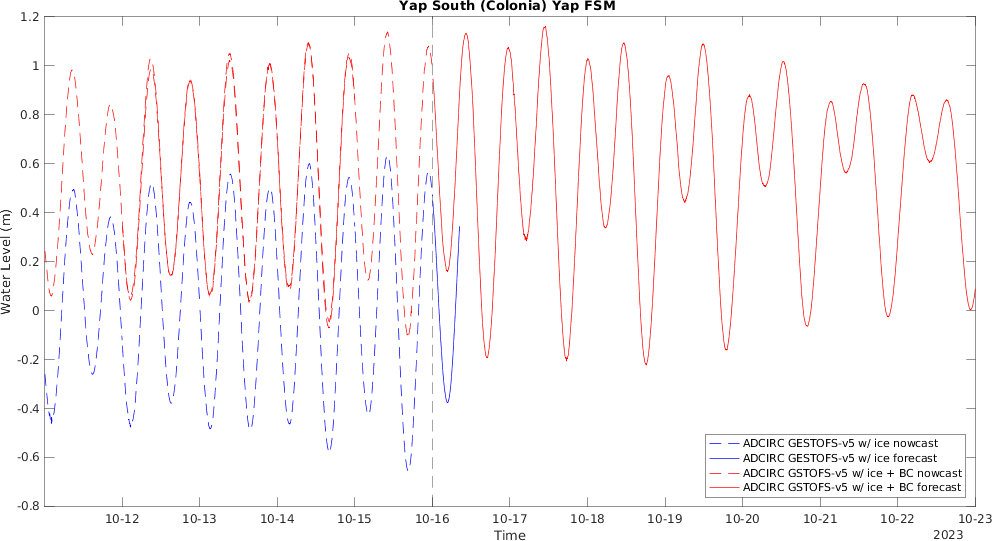 Yap South (Colonia) Yap FSM
1.2
1
0.8
0.6
0.4
0.2
0
-0.2
-0.4
-0.6
-0.8
Water Level (m)
ADCIRC GESTOFS-v5 w/ ice nowcast
ADCIRC GESTOFS-v5 w/ ice forecast
ADCIRC GSTOFS-v5 w/ ice + BC nowcast
ADCIRC GSTOFS-v5 w/ ice + BC forecast
10-12 10-13 10-14 10-15 10-16 10-17 10-18 10-19 10-20 10-21 10-22 10-23
Time
2023